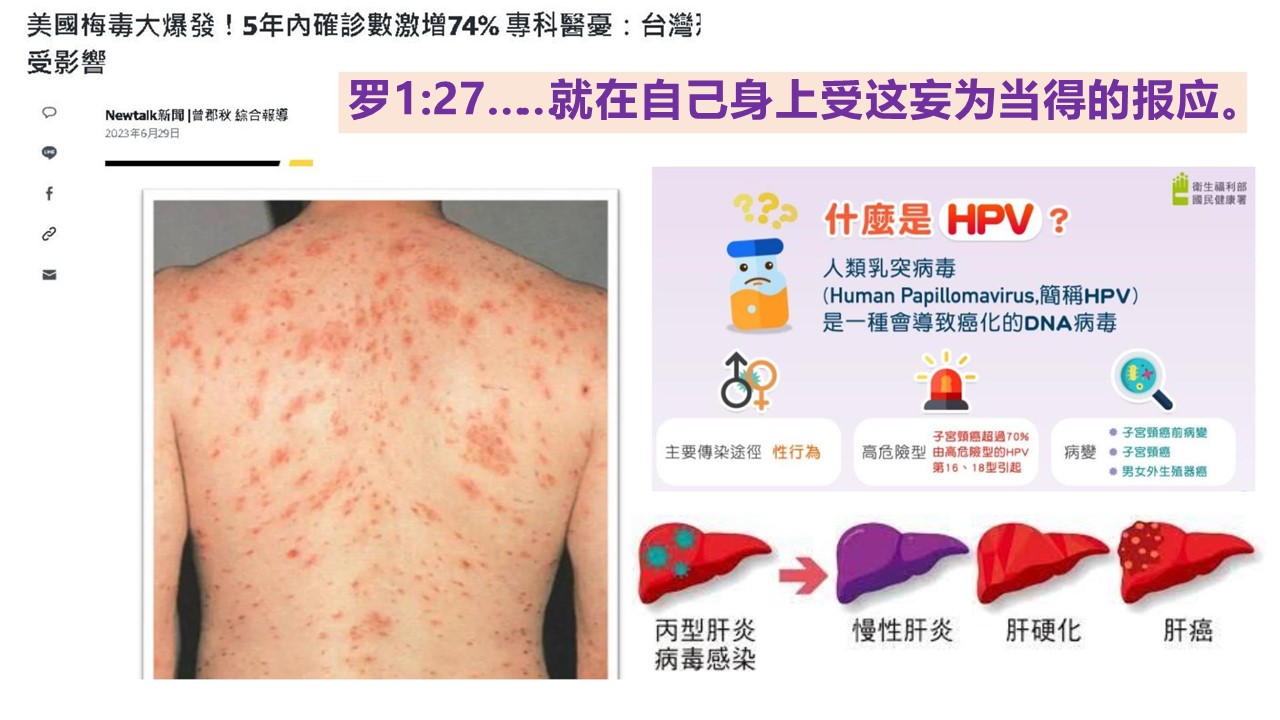 美國梅毒大爆發！5年內確診數激增74% 專科醫憂：台灣
受影響
罗1:27……就在自己身上受这妄为当得的报应。
Newtalk新聞 |曾郡秋 綜合報導
2023年6月29日
LINE
衛生福利部
國民健康署
什麼是 HPV？
人類乳突病毒
(Human Papillomavirus,簡稱HPV)
是一種會導致癌化的DNA病毒
主要傳染途徑 性行為
高危險型
子宮頸癌超過70%
由高危險型的HPV
第16、18型引起
病變
子宮頸癌前病變
子宮頸癌
男女外生殖器癌
丙型肝炎
病毒感染
慢性肝炎
肝硬化
肝癌